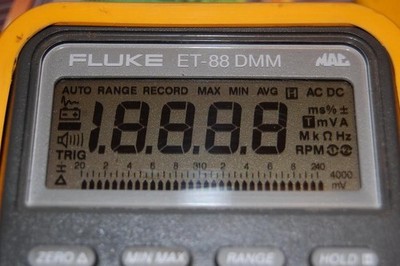 FLUKE ET-88 DMM MAC
AUTO RANGE RECORD MAX MIN AVG H AC DC
ms% ±
1.8.8.8.8 T mVA
M k Ω Hz
TRIG RPM
20 2 4 6 8 310 2 4 6 8 240 4000
mV
ZERO Δ MIN MAX RANGE HOLD H